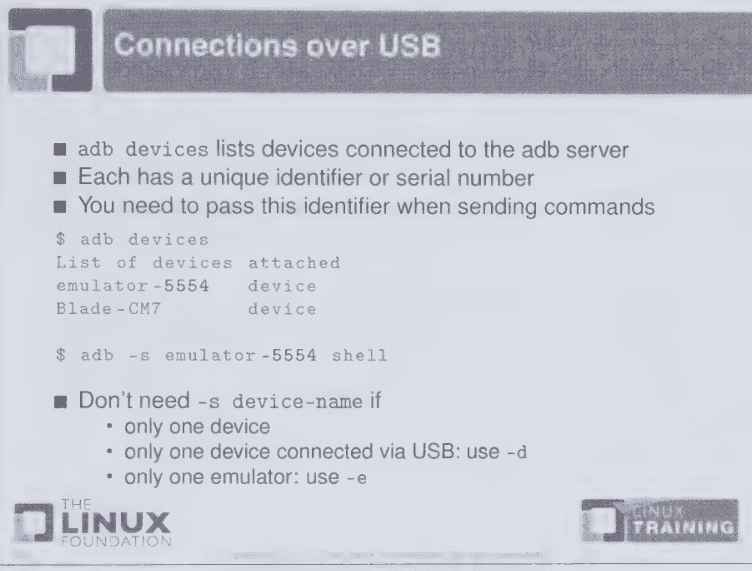 Connections over USB
■ adb devices lists devices connected to the adb server
■ Each has a unique identifier or serial number
■ You need to pass this identifier when sending commands
$ adb devices
List of devices attached
emulator-5554 device
Blade-CM7 device
$ adb -s emulator-5554 shell
■ Don't need -s device-name if
• only one device
• only one device connected via USB: use -d
• only one emulator: use -e
THE
LINUX
FOUNDATION
LINUX
TRAINING